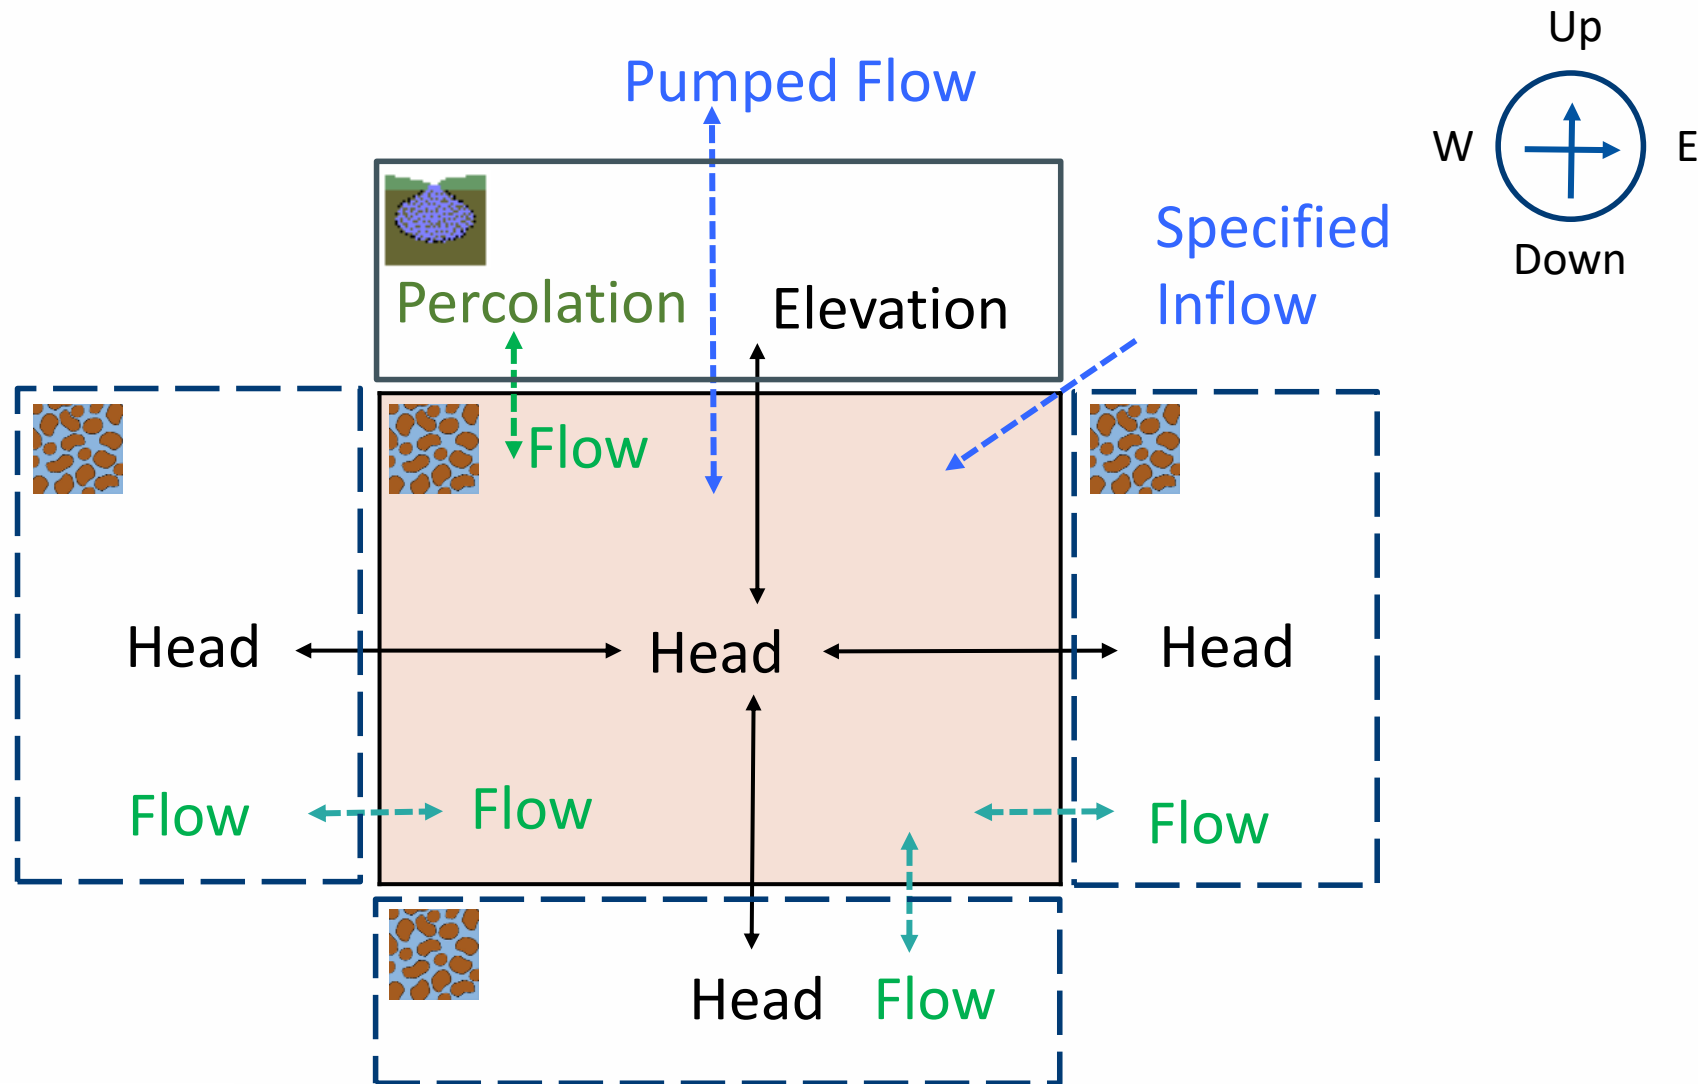 Up
Pumped Flow
W
E
Specified
Inflow
Down
Percolation
Elevation
Flow
Head
Head
Head
Flow
Flow
Flow
Head
Flow